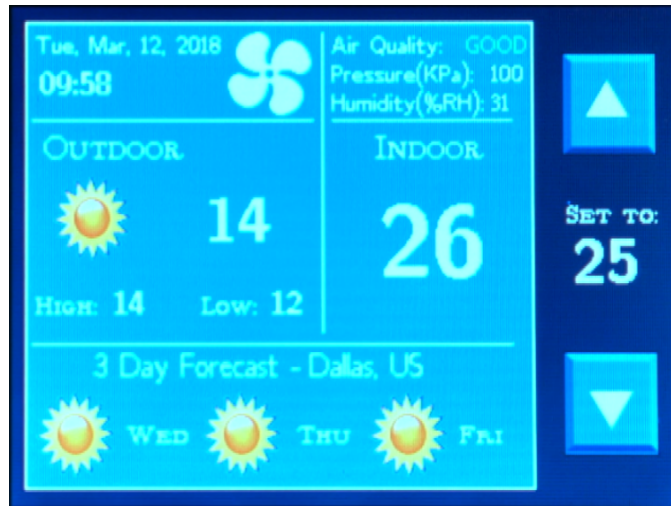 Tue, Mar, 12, 2018
09:58
Air Quality: GOOD
Pressure(KPa): 100
Humidity(%RH): 31
OUTDOOR
14
HIGH: 14 LOW: 12
INDOOR
26
SET TO:
25
3 Day Forecast - Dallas, US
WED THU FRI